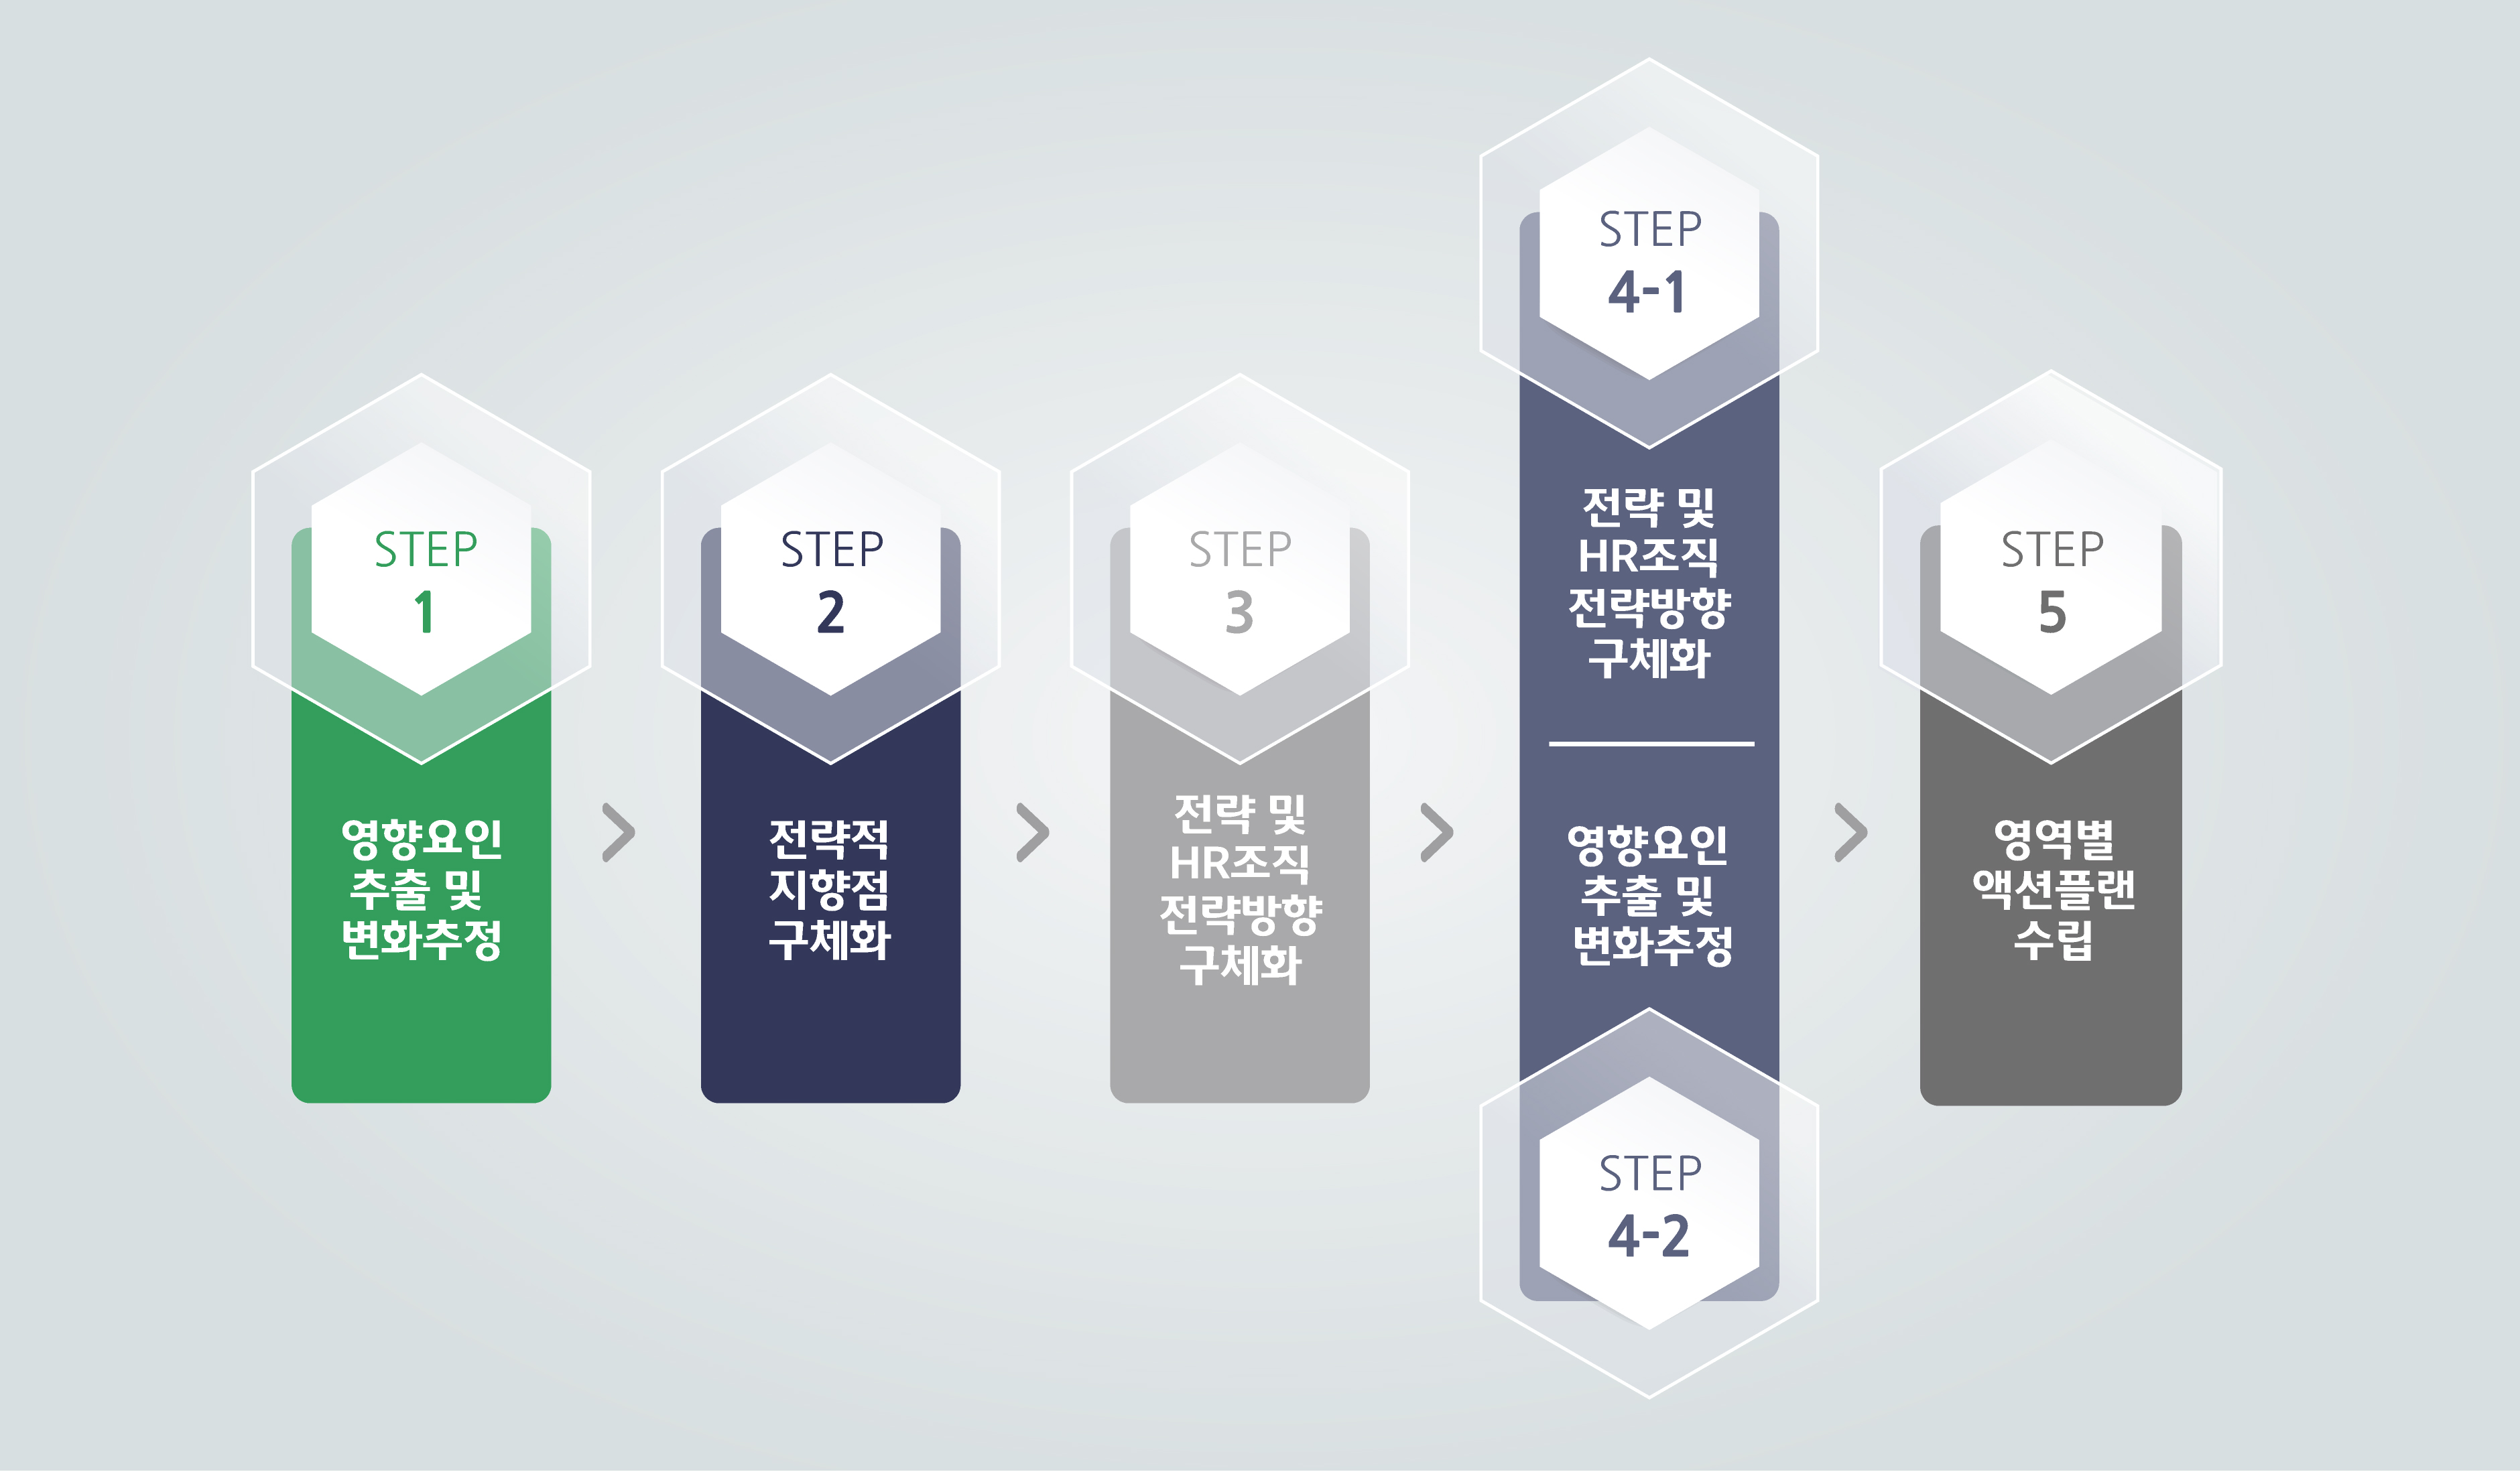 STEP
1
영향요인
추출 및
변화추정
STEP
2
전략적
지향점
구체화
STEP
3
전략 및
HR조직
전략방향
구체화
STEP
4-1
전략 및
HR조직
전략방향
구체화
영향요인
추출 및
변화추정
STEP
4-2
STEP
5
영역별
액션플랜
수립